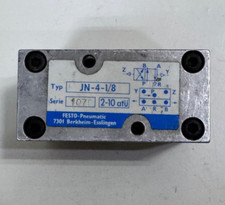 Typ JN-4-1/8
Serie 2-10 atü
FESTO-Pneumatic
7301 Berkheim-Esslingen
B A
Z Y
R P